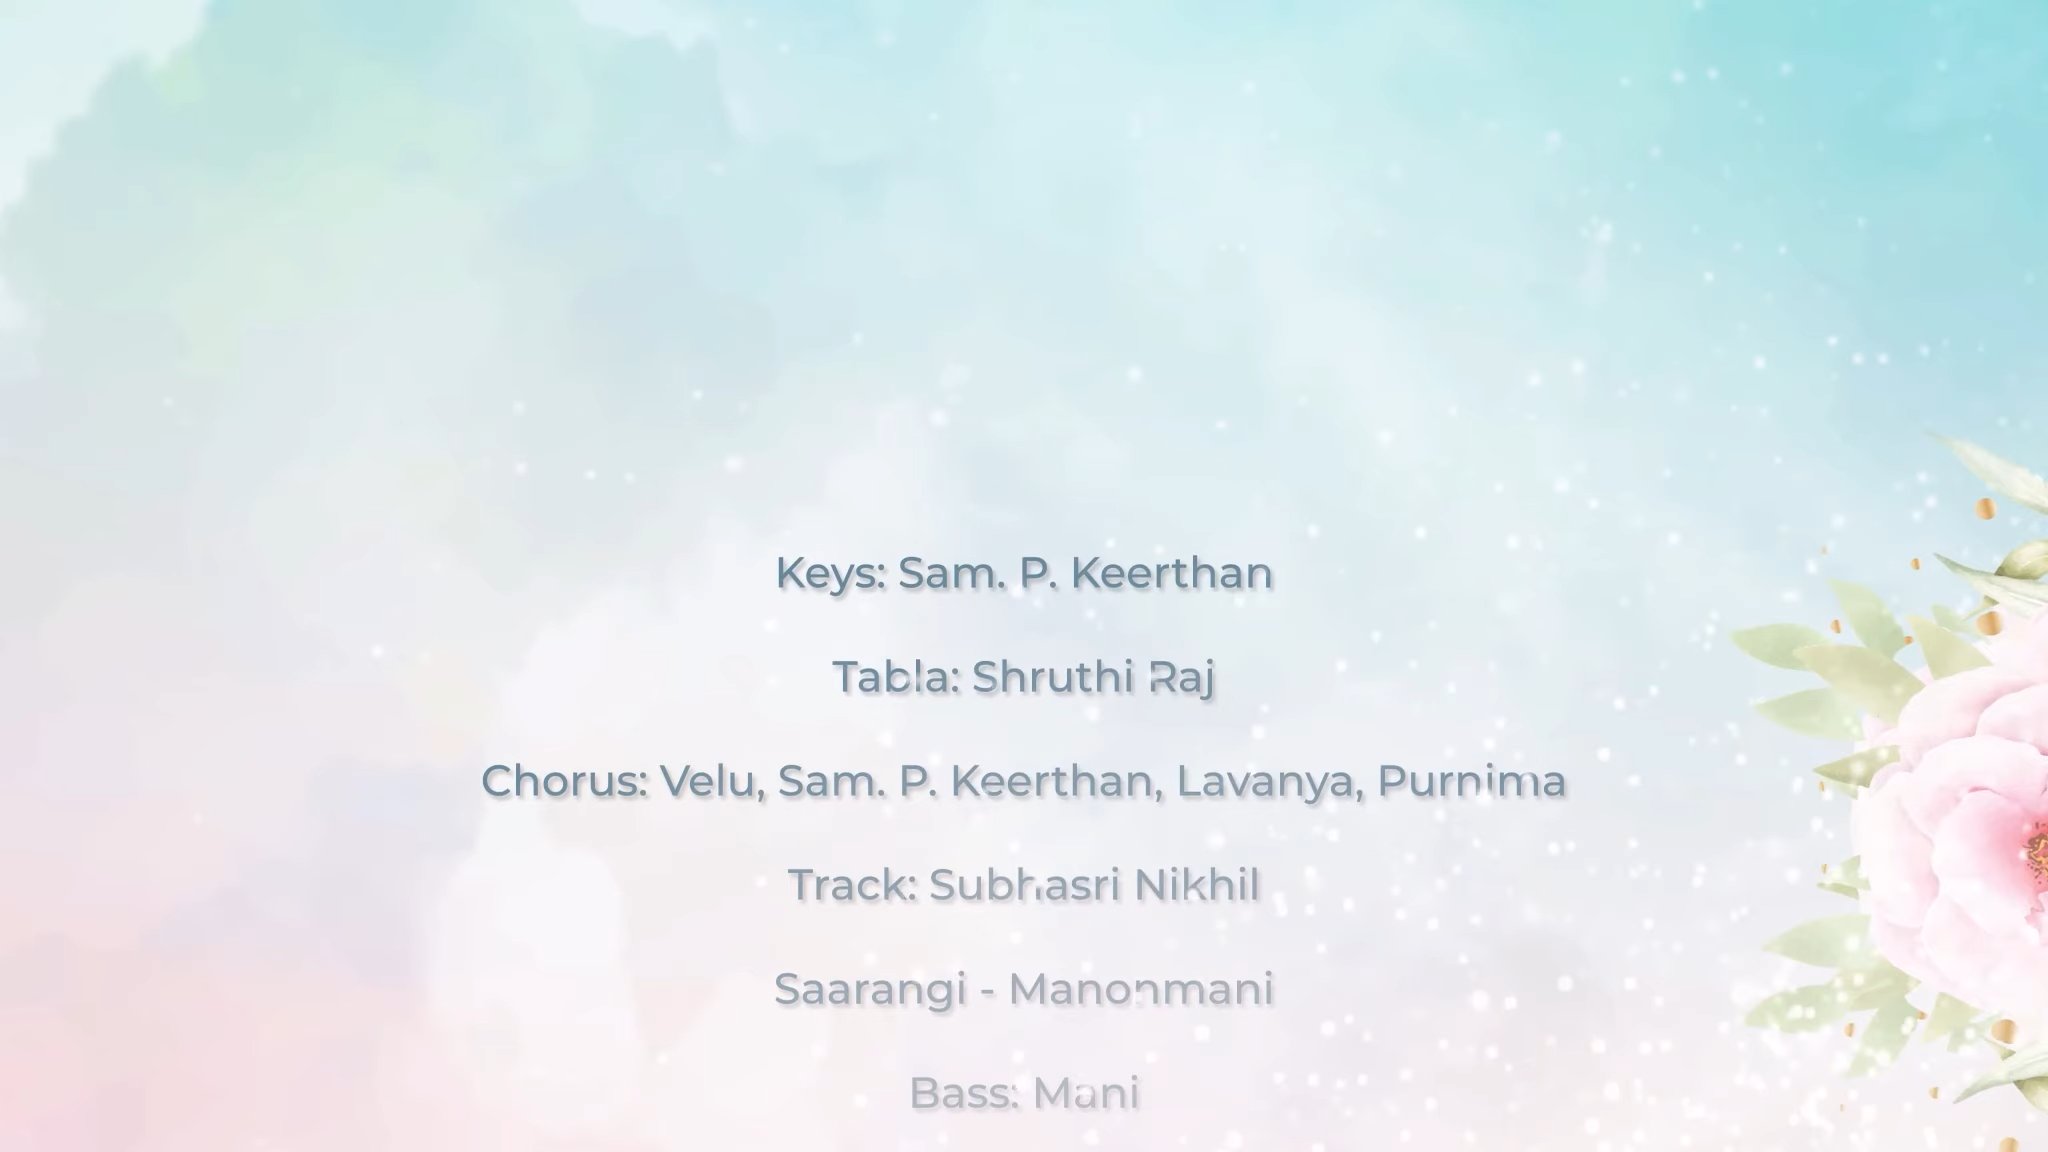 Keys: Sam. P. Keerthan
Tabla: Shruthi Raj
Chorus: Velu, Sam. P. Keerthan, Lavanya, Purnima
Track: Subhasri Nikhil
Saarangi - Manonmani
Bass: Mani